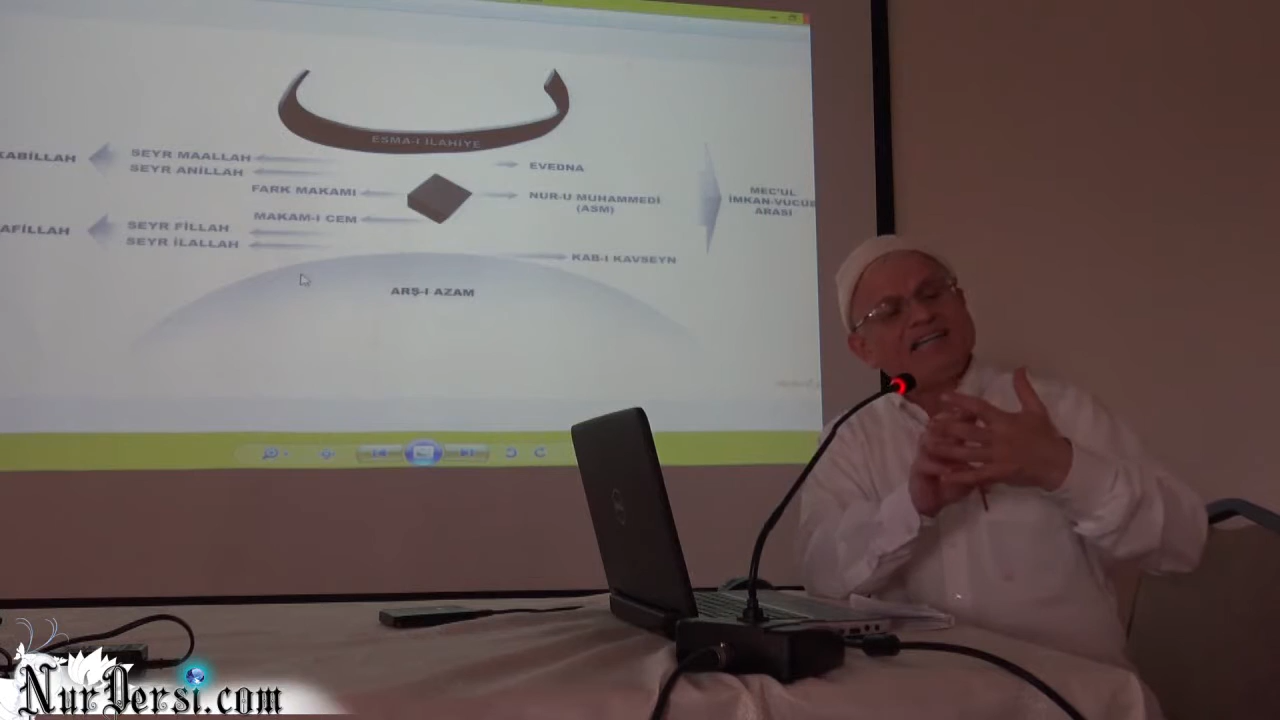 ESMA-I İLAHİYE
KABİLLAH
SEYR MAALLAH
SEYR ANİLLAH
EVEDNA
FARK MAKAMI
NUR-U MUHAMMEDİ
(ASM)
MEC'UL
İMKAN-VÜCUB
ARASI
MAKAM-I CEM
AFİLLAH
SEYR FİLLAH
SEYR İLALLAH
KAB-I KAVSEYN
ARŞ-I AZAM
NurDersi.com